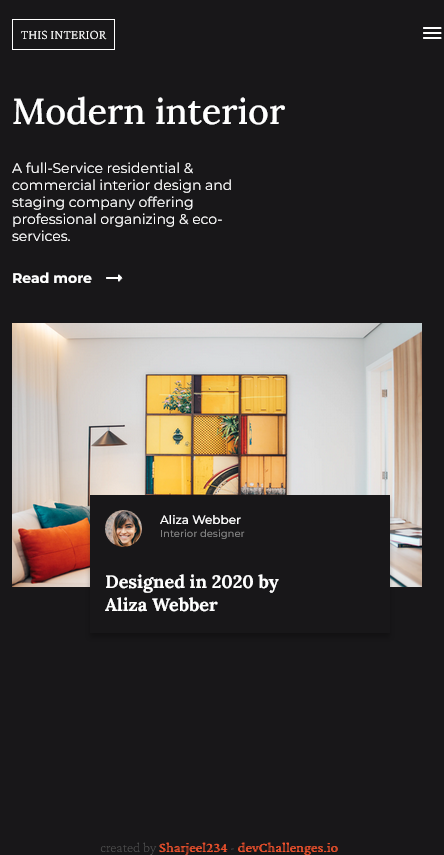 THIS INTERIOR
Modern interior
A full-Service residential &
commercial interior design and
staging company offering
professional organizing & eco-
services.
Read more
Aliza Webber
Interior designer
Designed in 2020 by
Aliza Webber
created by Sharjeel234 - devChallenges.io